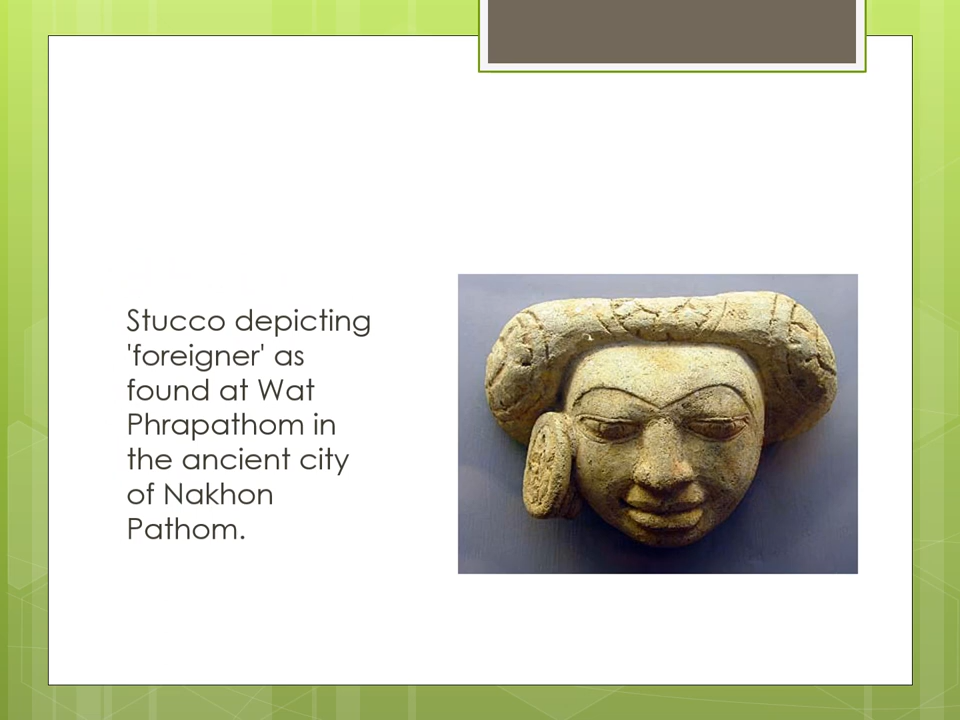 Stucco depicting
'foreigner' as
found at Wat
Phrapathom in
the ancient city
of Nakhon
Pathom.